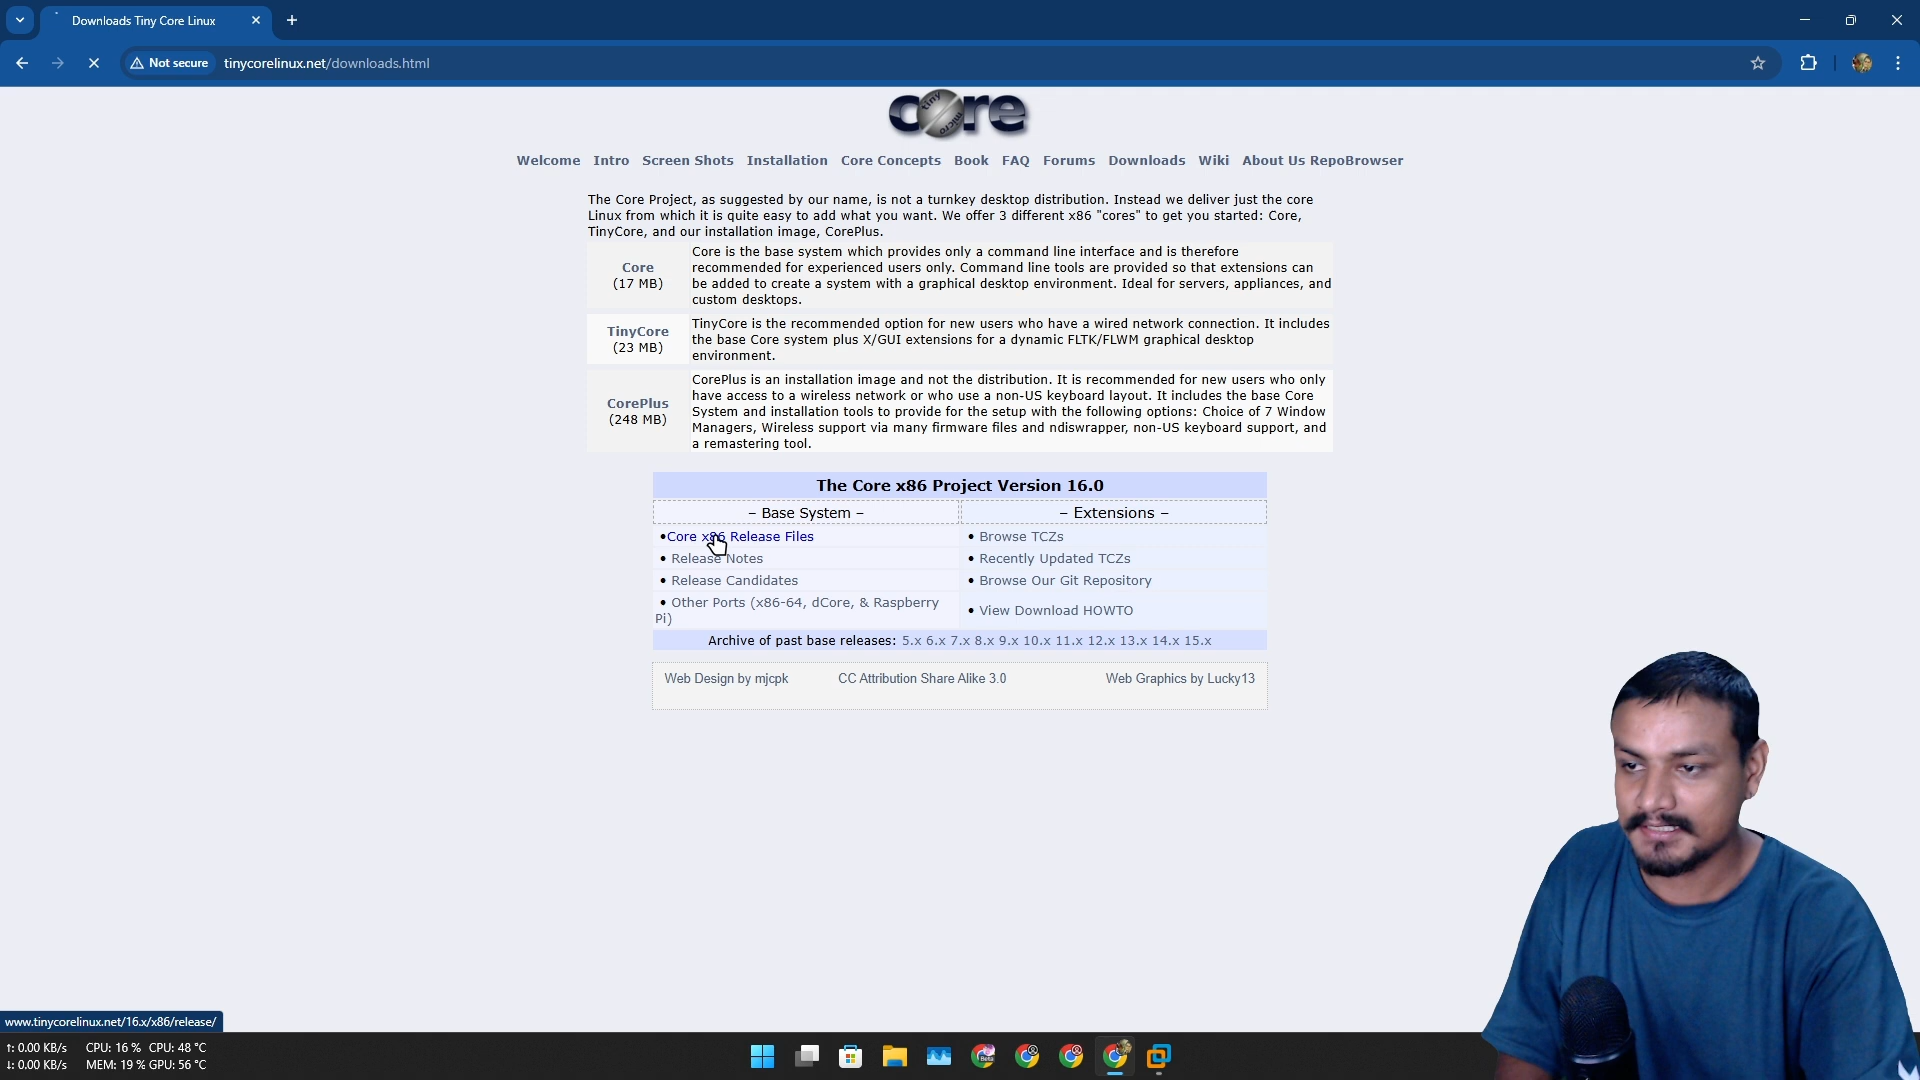 Downloads Tiny Core Linux
Not secure
tinycorelinux.net/downloads.html
core
tiny
micro
Welcome Intro Screen Shots Installation Core Concepts Book FAQ Forums Downloads Wiki About Us RepoBrowser
The Core Project, as suggested by our name, is not a turnkey desktop distribution. Instead we deliver just the core
Linux from which it is quite easy to add what you want. We offer 3 different x86 "cores" to get you started: Core,
TinyCore, and our installation image, CorePlus.
Core
(17 MB)
Core is the base system which provides only a command line interface and is therefore
recommended for experienced users only. Command line tools are provided so that extensions can
be added to create a system with a graphical desktop environment. Ideal for servers, appliances, and
custom desktops.
TinyCore
(23 MB)
TinyCore is the recommended option for new users who have a wired network connection. It includes
the base Core system plus X/GUI extensions for a dynamic FLTK/FLWM graphical desktop
environment.
CorePlus
(248 MB)
CorePlus is an installation image and not the distribution. It is recommended for new users who only
have access to a wireless network or who use a non-US keyboard layout. It includes the base Core
System and installation tools to provide for the setup with the following options: Choice of 7 Window
Managers, Wireless support via many firmware files and ndiswrapper, non-US keyboard support, and
a remastering tool.
The Core x86 Project Version 16.0
– Base System –
•Core x86 Release Files
• Release Notes
• Release Candidates
• Other Ports (x86-64, dCore, & Raspberry
Pi)
– Extensions –
• Browse TCZs
• Recently Updated TCZs
• Browse Our Git Repository
• View Download HOWTO
Archive of past base releases: 5.x 6.x 7.x 8.x 9.x 10.x 11.x 12.x 13.x 14.x 15.x
Web Design by mjcpk CC Attribution Share Alike 3.0 Web Graphics by Lucky13
www.tinycorelinux.net/16.x/x86/release/
↑: 0.00 KB/s CPU: 16 % CPU: 48 °C
↓: 0.00 KB/s MEM: 19 % GPU: 56 °C
Beta